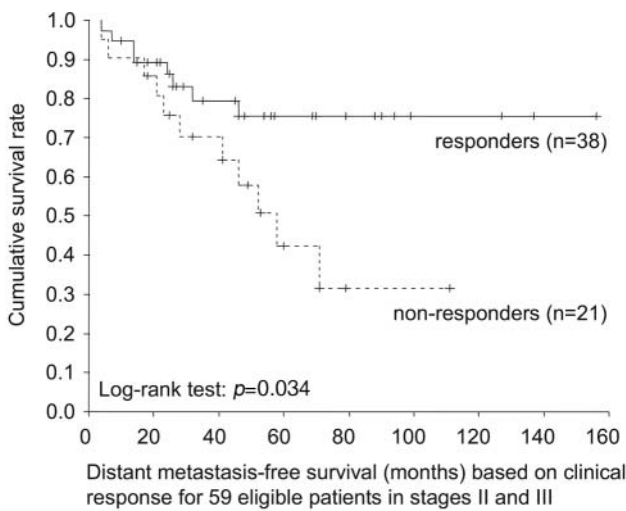 1.0
0.9
0.8
0.7
0.6
0.5
0.4
0.3
0.2
0.1
0.0
Cumulative survival rate
responders (n=38)
non-responders (n=21)
Log-rank test: p=0.034
0 20 40 60 80 100 120 140 160
Distant metastasis-free survival (months) based on clinical
response for 59 eligible patients in stages II and III